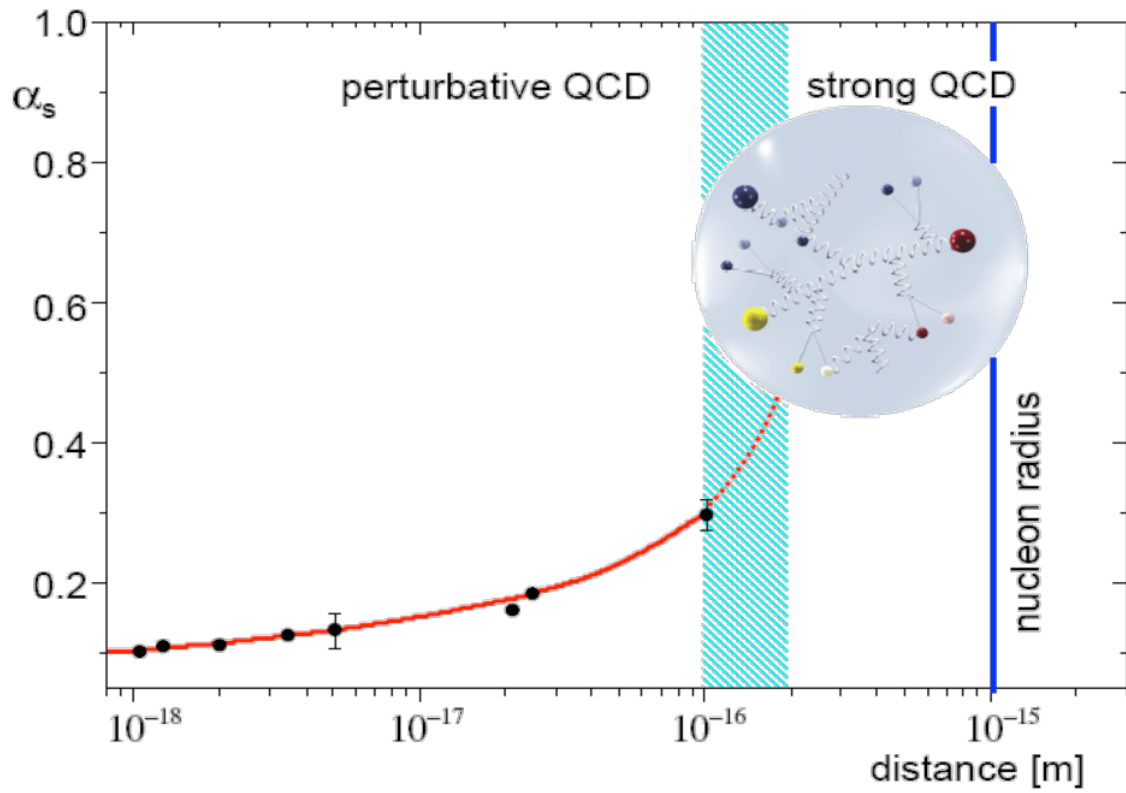 1.0
αₛ
perturbative QCD
strong QCD
0.8
0.6
0.4
0.2
nucleon radius
10⁻¹⁸
10⁻¹⁷
10⁻¹⁶
10⁻¹⁵
distance [m]